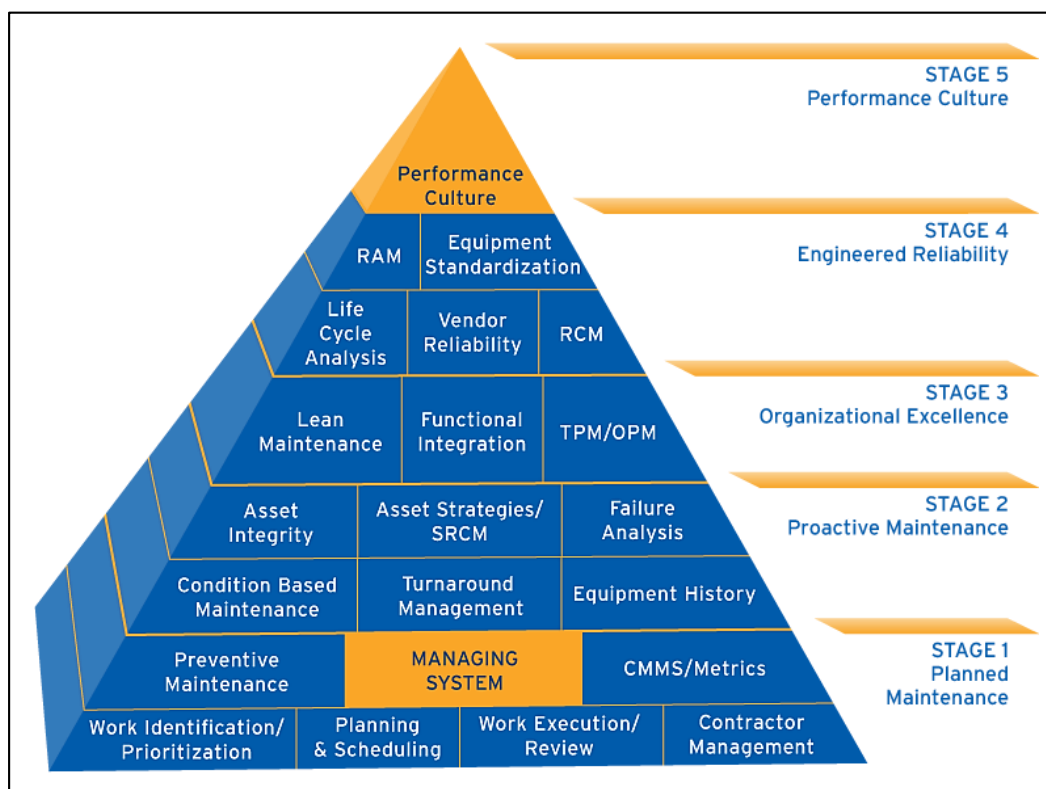 STAGE 5
Performance Culture
Performance
Culture
STAGE 4
Engineered Reliability
RAM
Equipment
Standardization
Life
Cycle
Analysis
Vendor
Reliability
RCM
STAGE 3
Organizational Excellence
Lean
Maintenance
Functional
Integration
TPM/OPM
STAGE 2
Proactive Maintenance
Asset
Integrity
Asset Strategies/
SRCM
Failure
Analysis
Condition Based
Maintenance
Turnaround
Management
Equipment History
STAGE 1
Planned
Maintenance
Preventive
Maintenance
MANAGING
SYSTEM
CMMS/Metrics
Work Identification/
Prioritization
Planning
& Scheduling
Work Execution/
Review
Contractor
Management